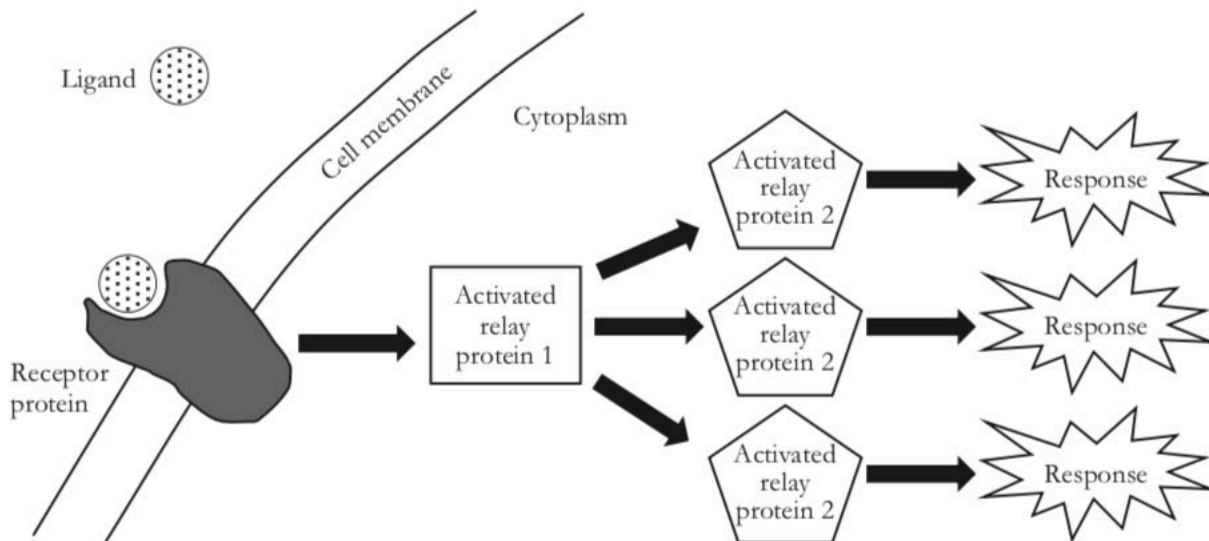 Ligand
Cell membrane
Cytoplasm
Receptor
protein
Activated
relay
protein 1
Activated
relay
protein 2
Response
Activated
relay
protein 2
Response
Activated
relay
protein 2
Response